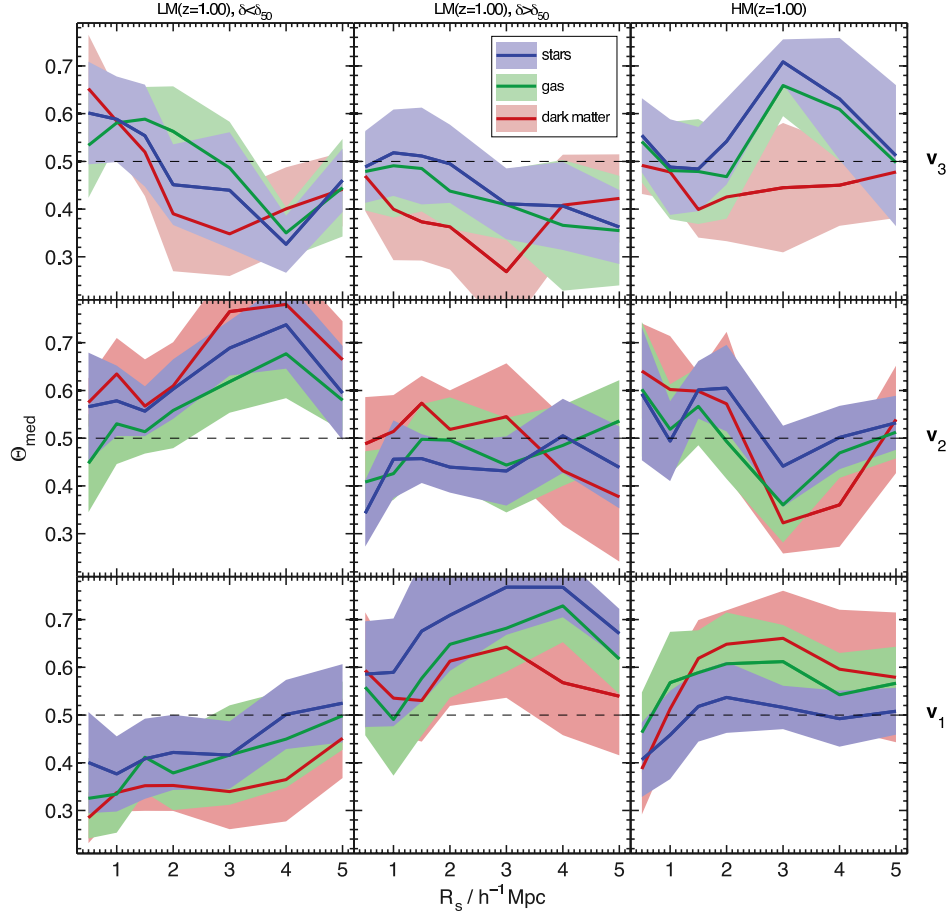 LM(z=1.00), δ<δ50
LM(z=1.00), δ>δ50
HM(z=1.00)
stars
gas
dark matter
0.7
0.6
0.5
0.4
0.3
v3
0.7
0.6
0.5
0.4
0.3
Θmed
v2
0.7
0.6
0.5
0.4
0.3
v1
1 2 3 4 5 1 2 3 4 5 1 2 3 4 5
Rs / h⁻¹ Mpc